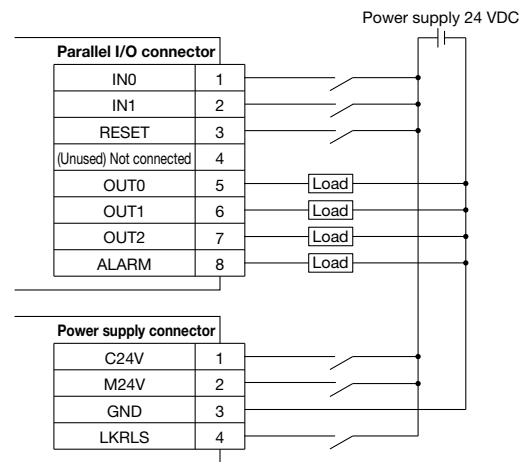 Power supply 24 VDC
Parallel I/O connector
IN0 1
IN1 2
RESET 3
(Unused) Not connected 4
OUT0 5 Load
OUT1 6 Load
OUT2 7 Load
ALARM 8 Load
Power supply connector
C24V 1
M24V 2
GND 3
LKRLS 4